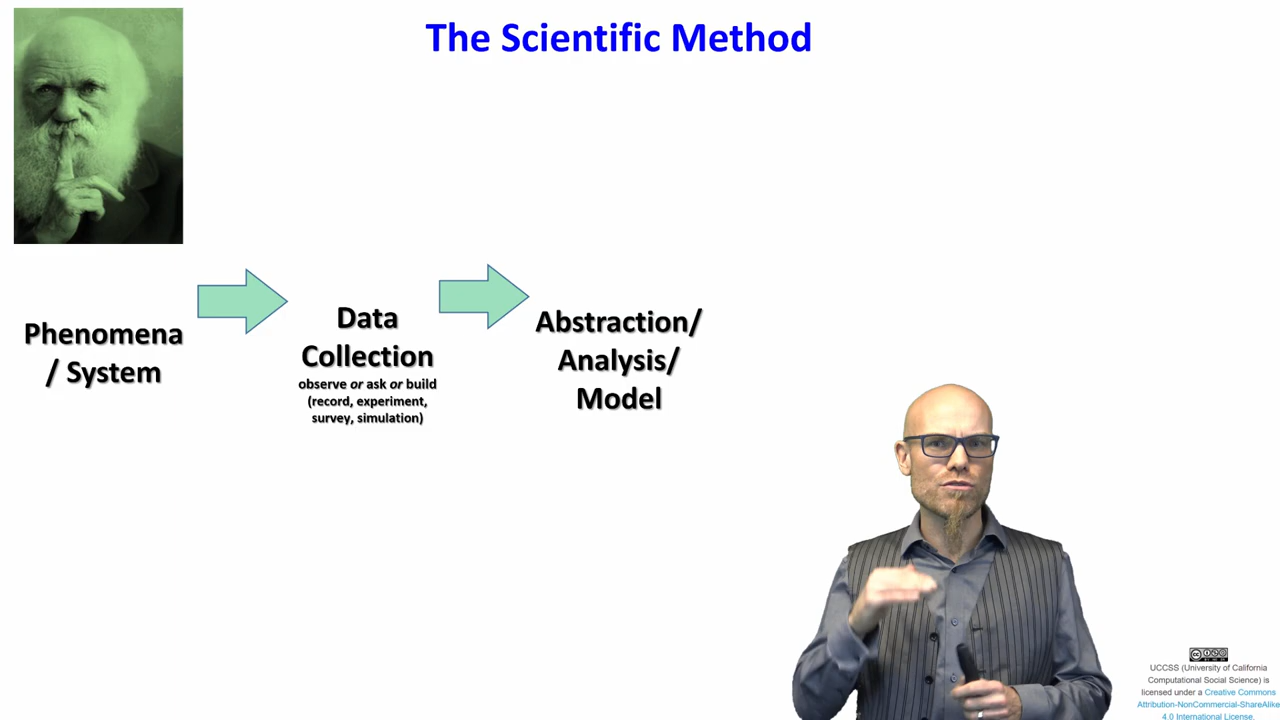 The Scientific Method
Phenomena
/ System
Data
Collection
observe or ask or build
(record, experiment,
survey, simulation)
Abstraction/
Analysis/
Model
UCCSS (University of California
Computational Social Science) is
licensed under a Creative Commons
Attribution-NonCommercial-ShareAlike
4.0 International License.